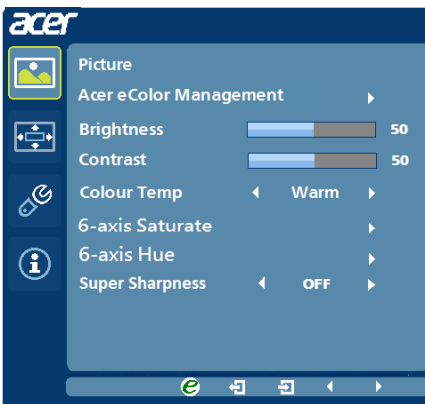 acer
Picture
Acer eColor Management
Brightness 50
Contrast 50
Colour Temp Warm
6-axis Saturate
6-axis Hue
Super Sharpness OFF
e